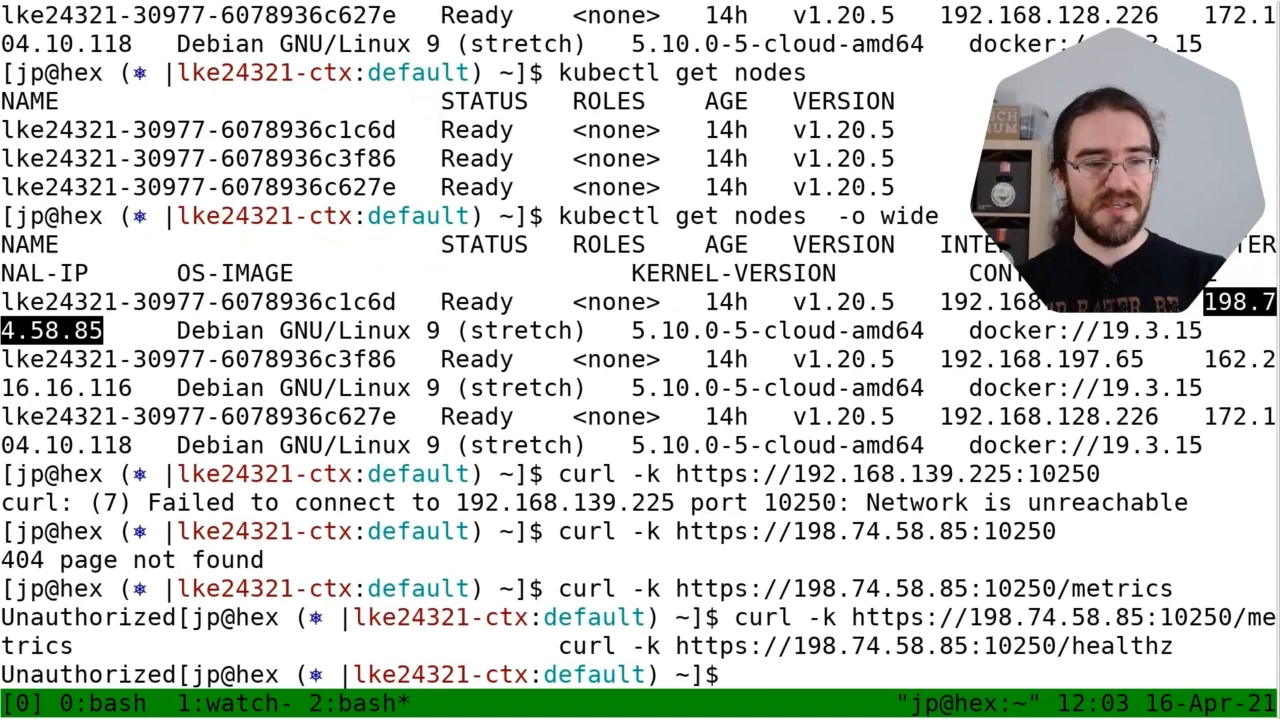 lke24321-30977-6078936c627e   Ready    <none>   14h   v1.20.5   192.168.128.226   172.1
04.10.118   Debian GNU/Linux 9 (stretch)   5.10.0-5-cloud-amd64   docker: 3.15
[jp@hex (⎈ |lke24321-ctx:default) ~]$ kubectl get nodes
NAME                          STATUS   ROLES    AGE   VERSION
lke24321-30977-6078936c1c6d   Ready    <none>   14h   v1.20.5
lke24321-30977-6078936c3f86   Ready    <none>   14h   v1.20.5
lke24321-30977-6078936c627e   Ready    <none>   14h   v1.20.5
[jp@hex (⎈ |lke24321-ctx:default) ~]$ kubectl get nodes  -o wide
NAME                          STATUS   ROLES    AGE   VERSION   INTE TER
NAL-IP      OS-IMAGE                       KERNEL-VERSION         CON
lke24321-30977-6078936c1c6d   Ready    <none>   14h   v1.20.5   192.168 198.7
4.58.85     Debian GNU/Linux 9 (stretch)   5.10.0-5-cloud-amd64   docker://19.3.15
lke24321-30977-6078936c3f86   Ready    <none>   14h   v1.20.5   192.168.197.65    162.2
16.16.116   Debian GNU/Linux 9 (stretch)   5.10.0-5-cloud-amd64   docker://19.3.15
lke24321-30977-6078936c627e   Ready    <none>   14h   v1.20.5   192.168.128.226   172.1
04.10.118   Debian GNU/Linux 9 (stretch)   5.10.0-5-cloud-amd64   docker://19.3.15
[jp@hex (⎈ |lke24321-ctx:default) ~]$ curl -k https://192.168.139.225:10250
curl: (7) Failed to connect to 192.168.139.225 port 10250: Network is unreachable
[jp@hex (⎈ |lke24321-ctx:default) ~]$ curl -k https://198.74.58.85:10250
404 page not found
[jp@hex (⎈ |lke24321-ctx:default) ~]$ curl -k https://198.74.58.85:10250/metrics
Unauthorized[jp@hex (⎈ |lke24321-ctx:default) ~]$ curl -k https://198.74.58.85:10250/me
trics                                 curl -k https://198.74.58.85:10250/healthz
Unauthorized[jp@hex (⎈ |lke24321-ctx:default) ~]$
[0] 0:bash  1:watch- 2:bash*                                 "jp@hex:~" 12:03 16-Apr-21